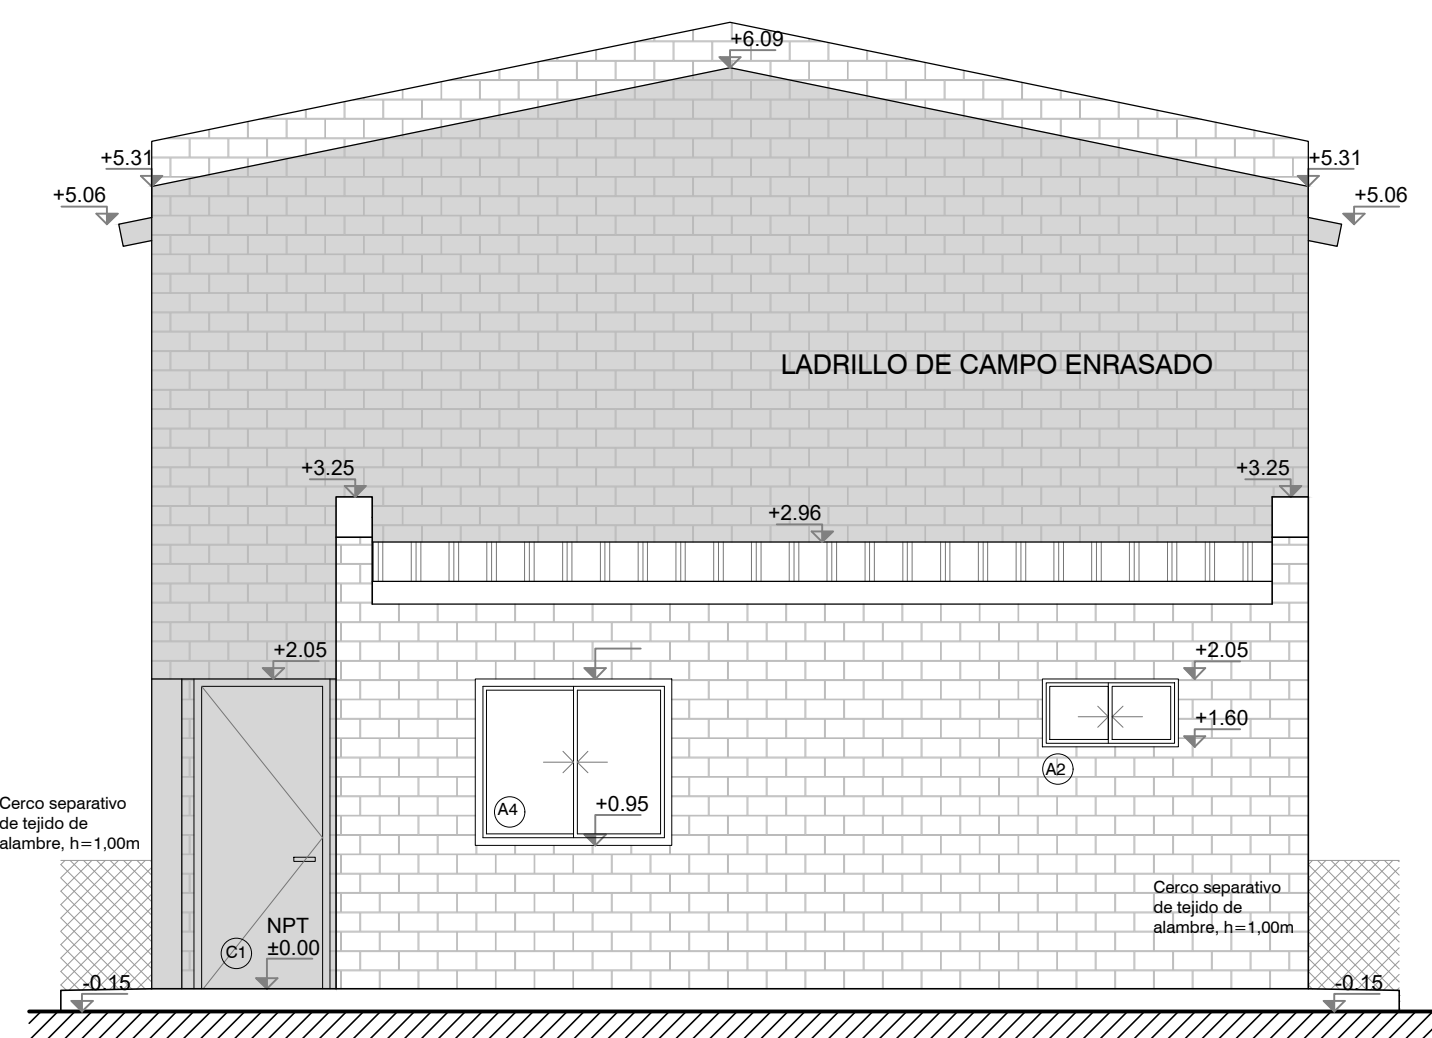 +6.09
+5.31
+5.31
+5.06
+5.06
LADRILLO DE CAMPO ENRASADO
+3.25
+3.25
+2.96
+2.05
+2.05
+1.60
A2
Cerco separativo
de tejido de
alambre, h=1,00m
A4
+0.95
Cerco separativo
de tejido de
alambre, h=1,00m
NPT
±0.00
C1
-0.15
-0.15